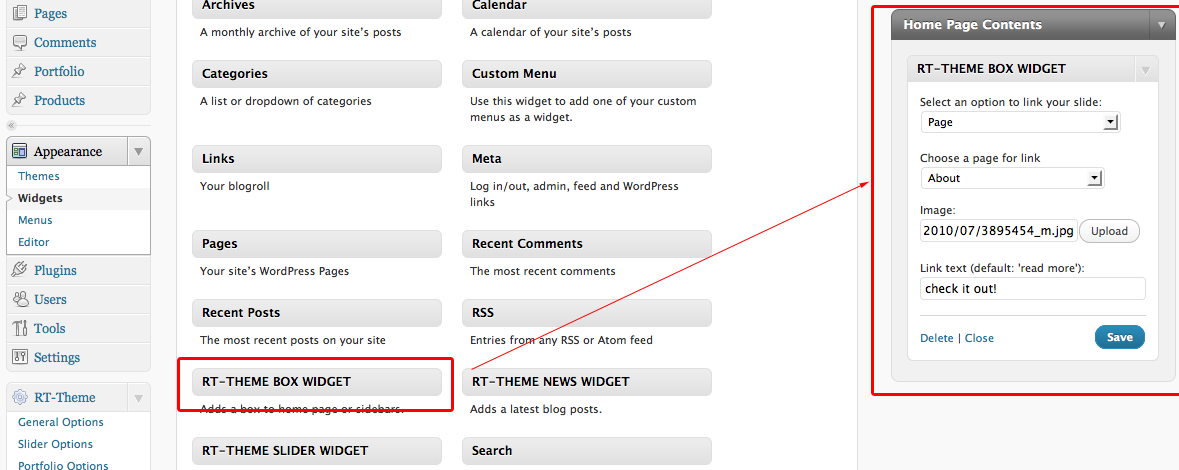 Pages
Comments
Portfolio
Products
Appearance
Themes
Widgets
Menus
Editor
Plugins
Users
Tools
Settings
RT-Theme
General Options
Slider Options
Portfolio Options
Archives
A monthly archive of your site's posts
Categories
A list or dropdown of categories
Links
Your blogroll
Pages
Your site's WordPress Pages
Recent Posts
The most recent posts on your site
RT-THEME BOX WIDGET
Adds a box to home page or sidebars.
RT-THEME SLIDER WIDGET
Calendar
A calendar of your site's posts
Custom Menu
Use this widget to add one of your custom
menus as a widget.
Meta
Log in/out, admin, feed and WordPress
links
Recent Comments
The most recent comments
RSS
Entries from any RSS or Atom feed
RT-THEME NEWS WIDGET
Adds a latest blog posts.
Search
Home Page Contents
RT-THEME BOX WIDGET
Select an option to link your slide:
Page
Choose a page for link
About
Image:
2010/07/3895454_m.jpg Upload
Link text (default: 'read more'):
check it out!
Delete | Close Save